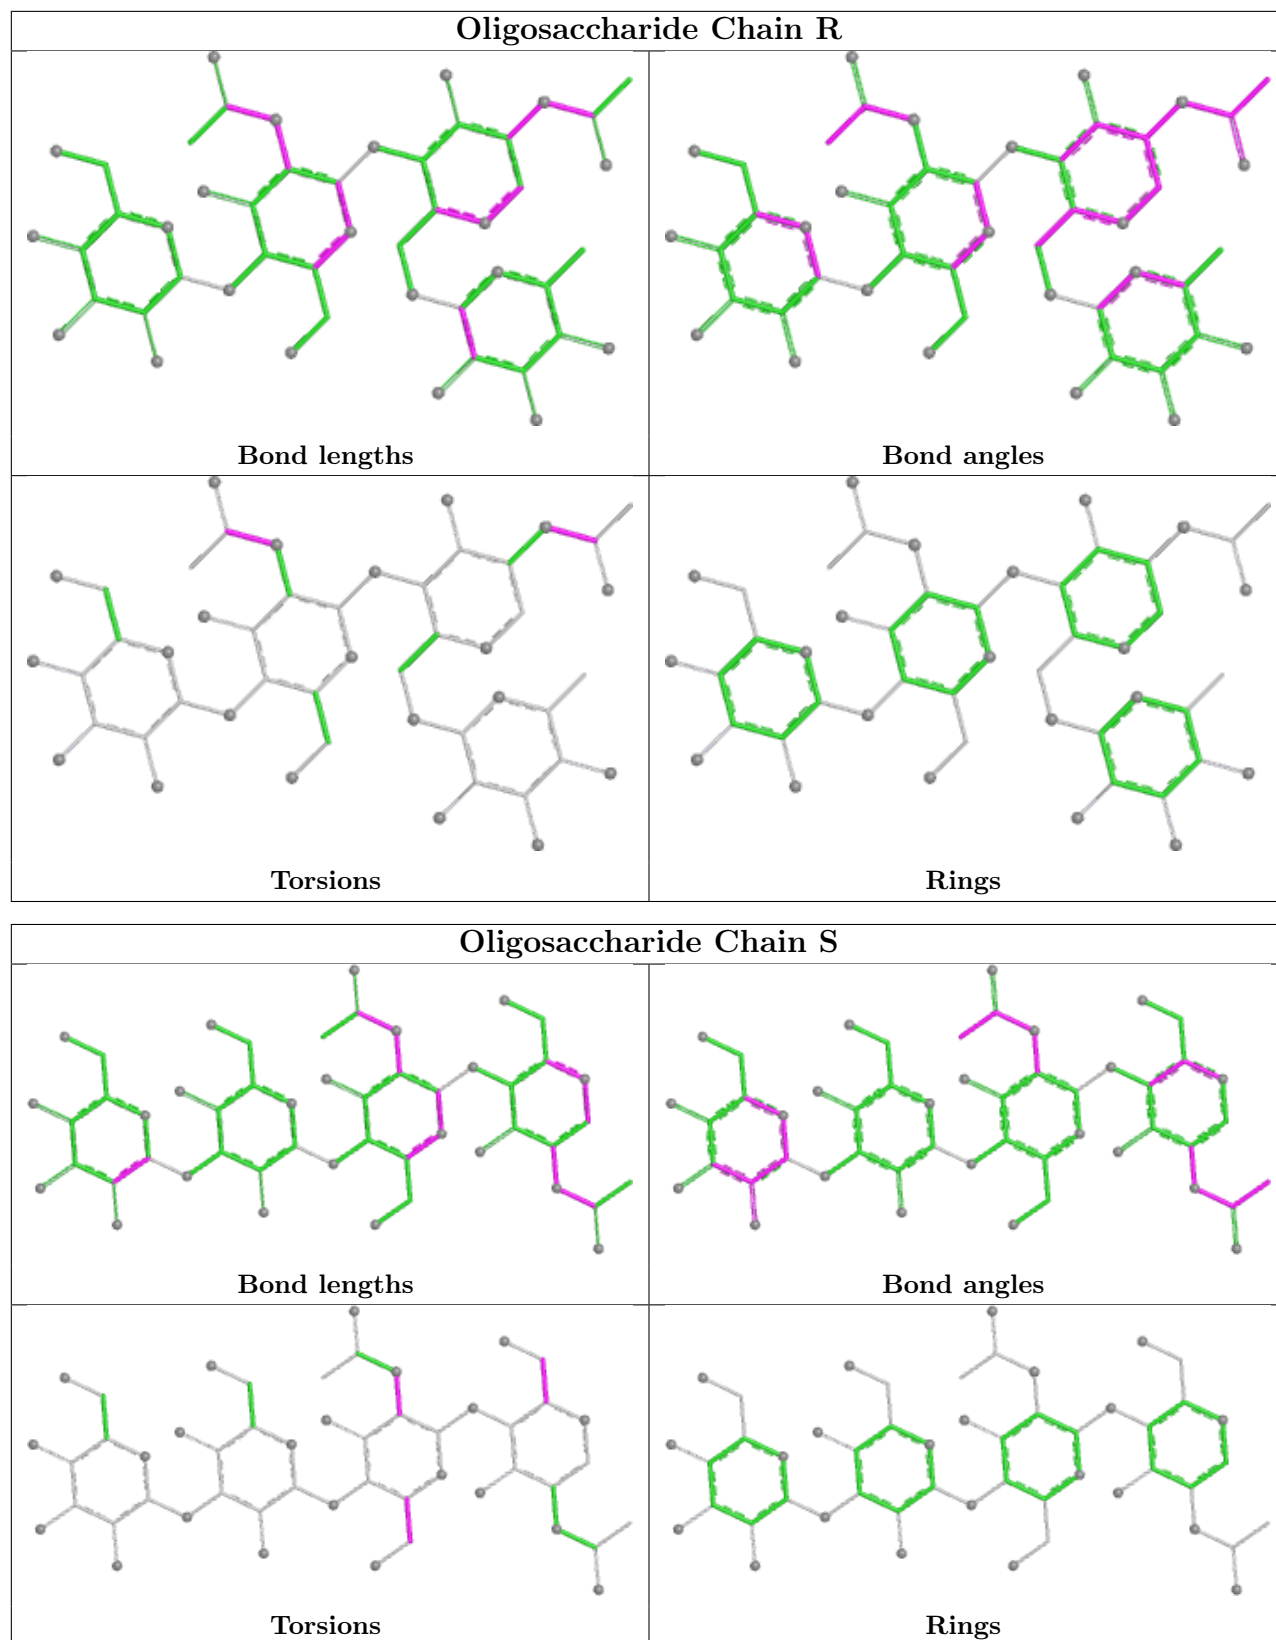 Oligosaccharide Chain R
Bond lengths
Bond angles
Torsions
Rings
Oligosaccharide Chain S
Bond lengths
Bond angles
Torsions
Rings